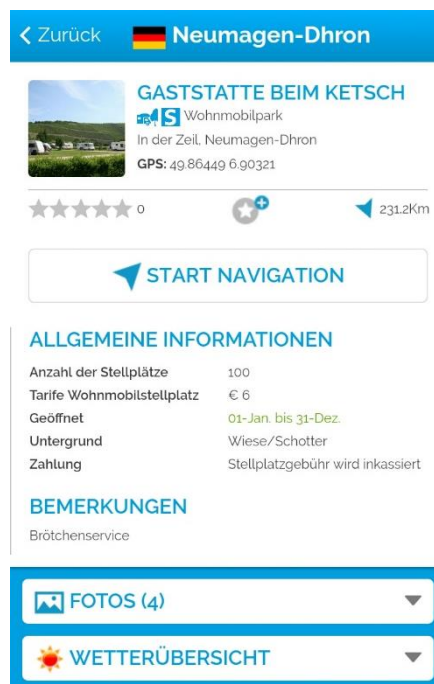 Zurück Neumagen-Dhron
GASTSTATTE BEIM KETSCH
S Wohnmobilpark
In der Zeil, Neumagen-Dhron
GPS: 49.86449 6.90321
0 231.2Km
START NAVIGATION
ALLGEMEINE INFORMATIONEN
Anzahl der Stellplätze 100
Tarife Wohnmobilstellplatz € 6
Geöffnet 01-Jan. bis 31-Dez.
Untergrund Wiese/Schotter
Zahlung Stellplatzgebühr wird inkassiert
BEMERKUNGEN
Brötchenservice
FOTOS (4)
WETTERÜBERSICHT